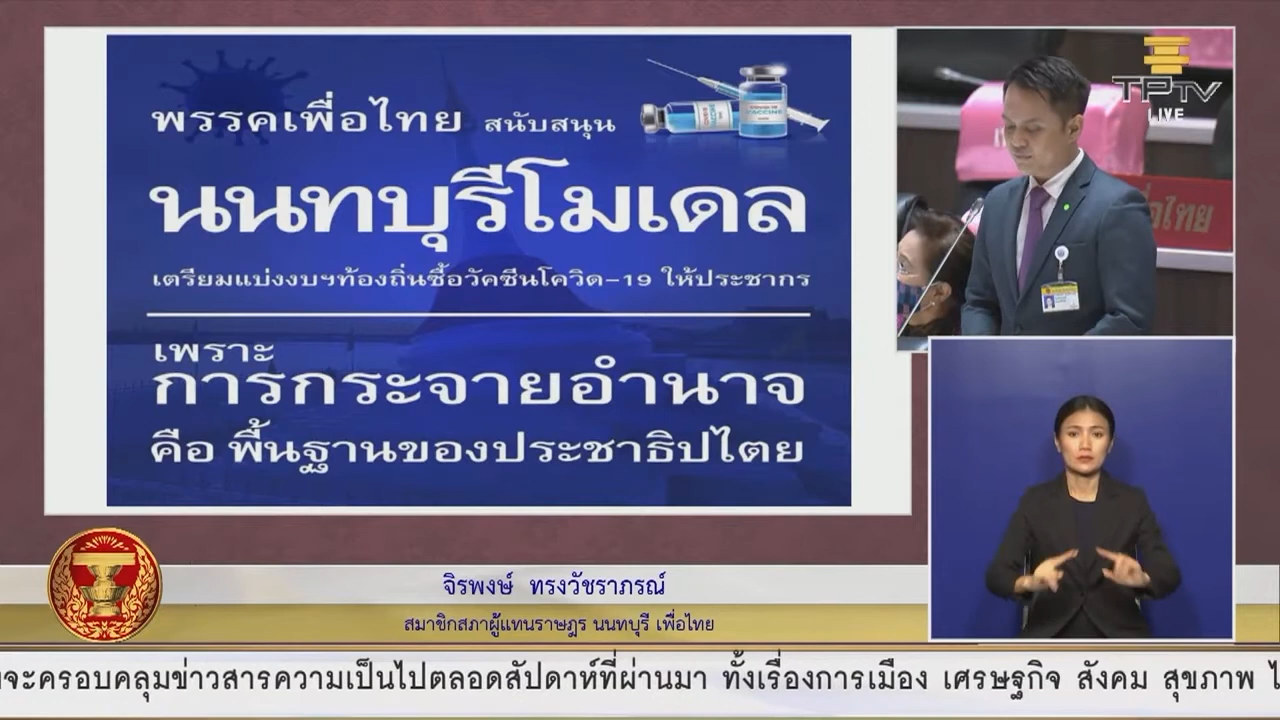 พรรคเพื่อไทย สนับสนุน
นนทบุรีโมเดล
เตรียมแบ่งงบฯท้องถิ่นซื้อวัคซีนโควิด-19 ให้ประชากร
เพราะ
การกระจายอำนาจ
คือ พื้นฐานของประชาธิปไตย
VACCINE
TPTV
LIVE
จิรพงษ์ ทรงวัชราภรณ์
สมาชิกสภาผู้แทนราษฎร นนทบุรี เพื่อไทย
จะครอบคลุมข่าวสารความเป็นไปตลอดสัปดาห์ที่ผ่านมา ทั้งเรื่องการเมือง เศรษฐกิจ สังคม สุขภาพ